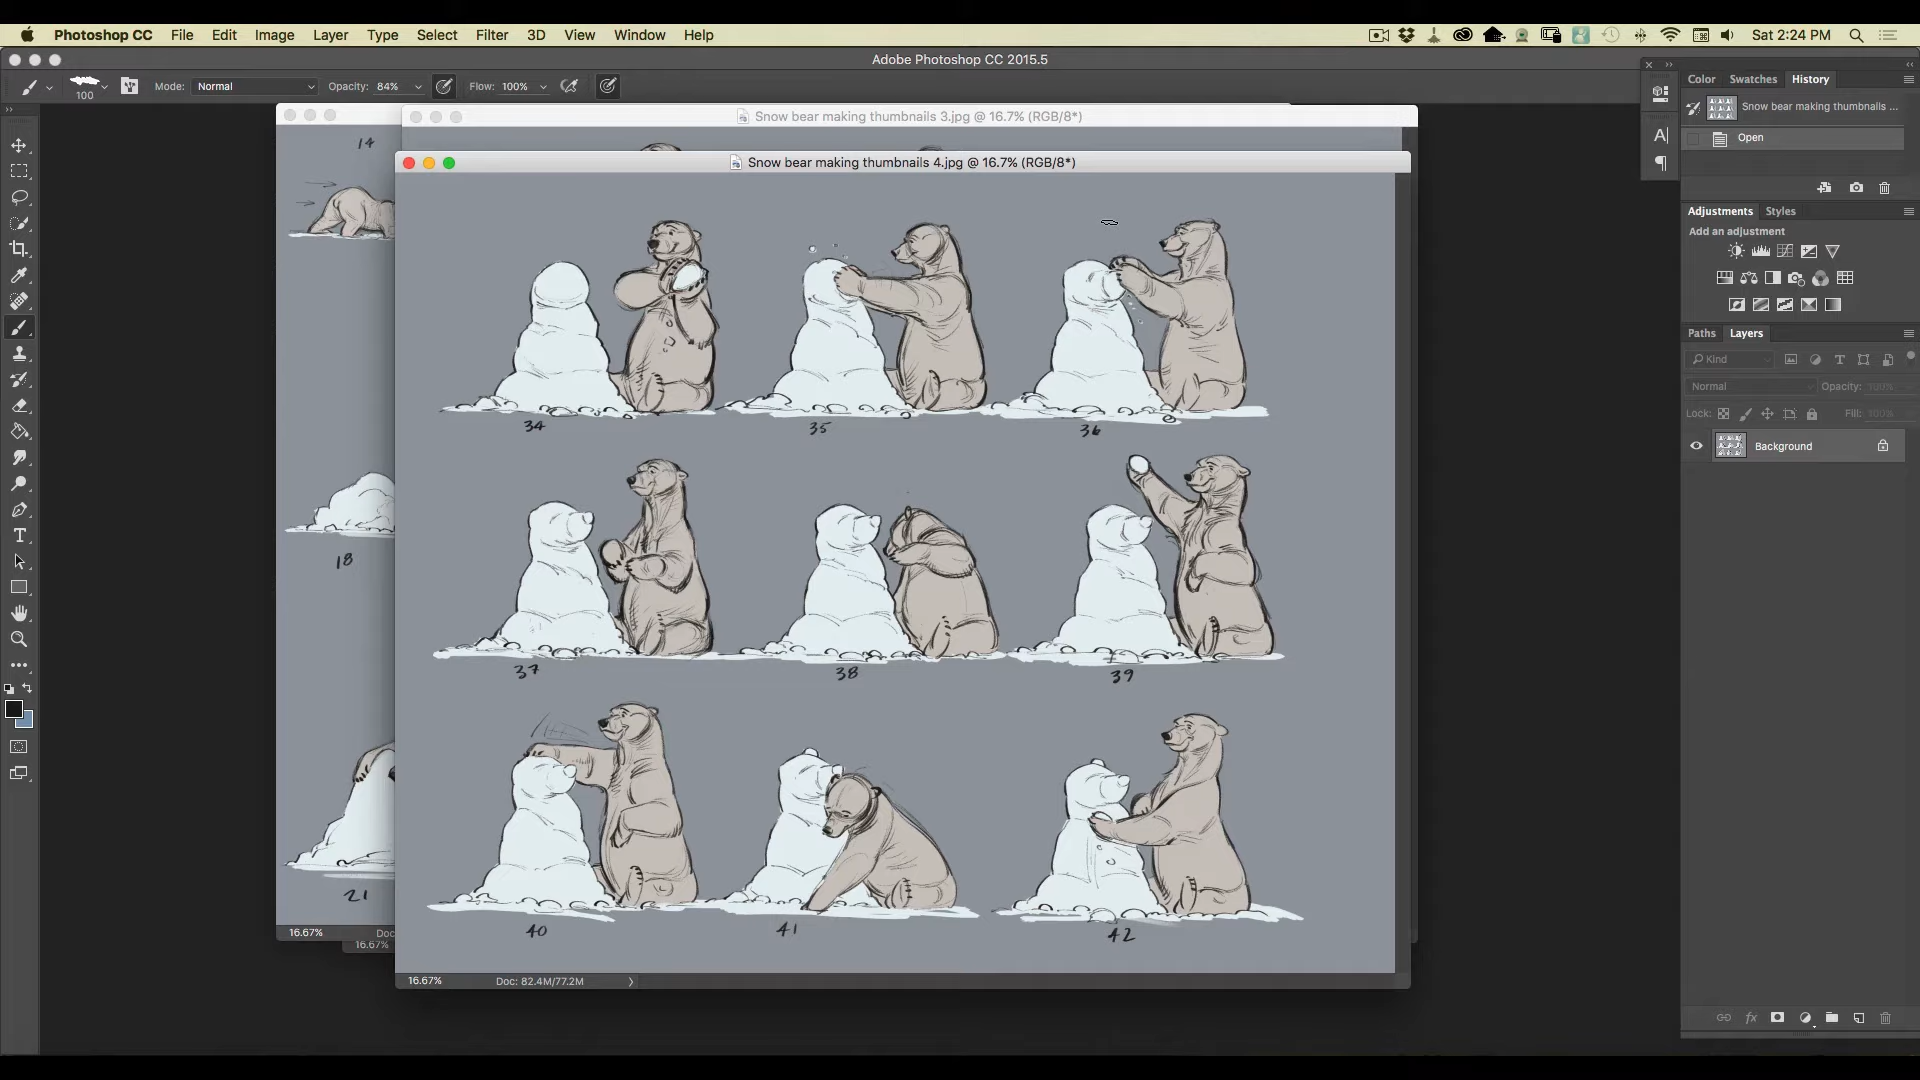 Photoshop CC File Edit Image Layer Type Select Filter 3D View Window Help Sat 2:24 PM
Adobe Photoshop CC 2015.5
100 Mode: Normal Opacity: 84% Flow: 100%
Color Swatches History
Snow bear making thumbnails ...
Open
Snow bear making thumbnails 3.jpg @ 16.7% (RGB/8*)
Snow bear making thumbnails 4.jpg @ 16.7% (RGB/8*)
Adjustments Styles
Add an adjustment
Paths Layers
Kind
Normal Opacity: 100%
Lock: Fill: 100%
Background
14
18
21
34 35 36
37 38 39
40 41 42
16.67% Doc
16.67%
16.67% Doc: 82.4M/77.2M